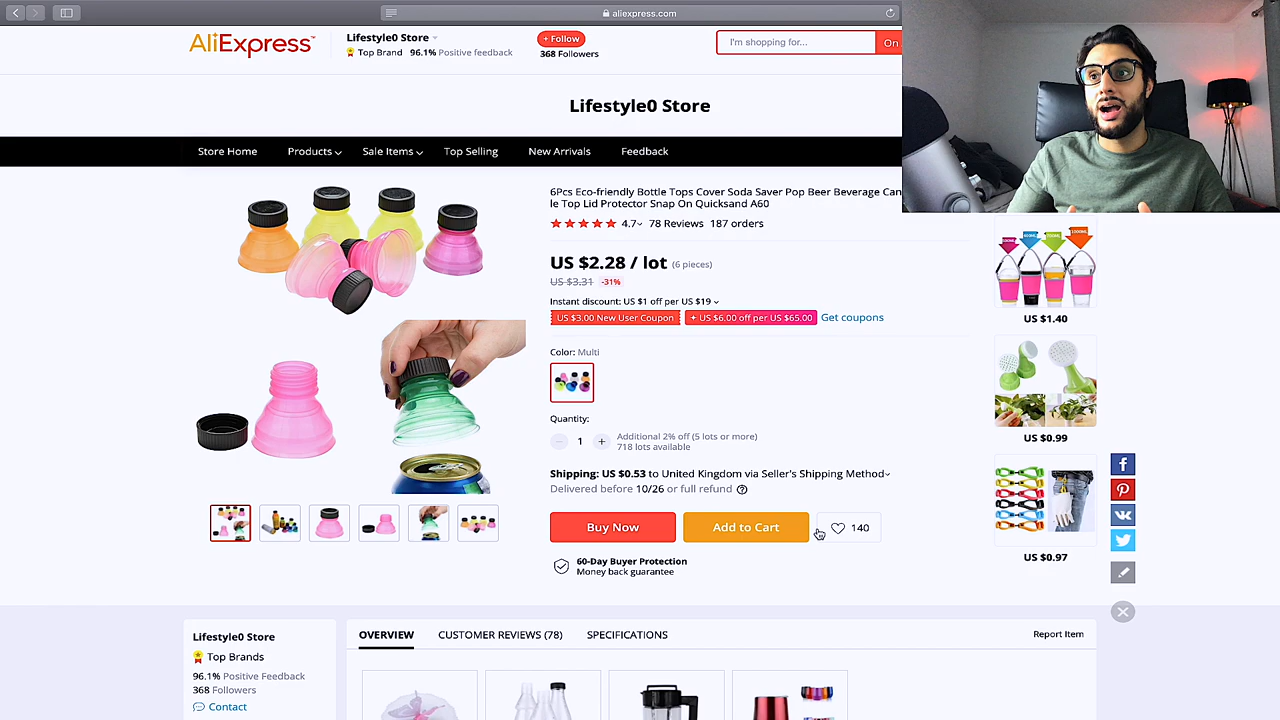 aliexpress.com
AliExpress™
Lifestyle0 Store
Top Brand 96.1% Positive feedback
+ Follow
368 Followers
I'm shopping for...
On
Lifestyle0 Store
Store Home
Products
Sale Items
Top Selling
New Arrivals
Feedback
6Pcs Eco-friendly Bottle Tops Cover Soda Saver Pop Beer Beverage Can
le Top Lid Protector Snap On Quicksand A60
4.7 78 Reviews 187 orders
US $2.28 / lot (6 pieces)
US $3.31 -31%
Instant discount: US $1 off per US $19
US $3.00 New User Coupon
+ US $6.00 off per US $65.00
Get coupons
Color: Multi
Quantity:
1
Additional 2% off (5 lots or more)
718 lots available
Shipping: US $0.53 to United Kingdom via Seller's Shipping Method
Delivered before 10/26 or full refund
Buy Now
Add to Cart
140
60-Day Buyer Protection
Money back guarantee
1000ML
US $1.40
US $0.99
US $0.97
Lifestyle0 Store
Top Brands
96.1% Positive Feedback
368 Followers
Contact
OVERVIEW
CUSTOMER REVIEWS (78)
SPECIFICATIONS
Report Item